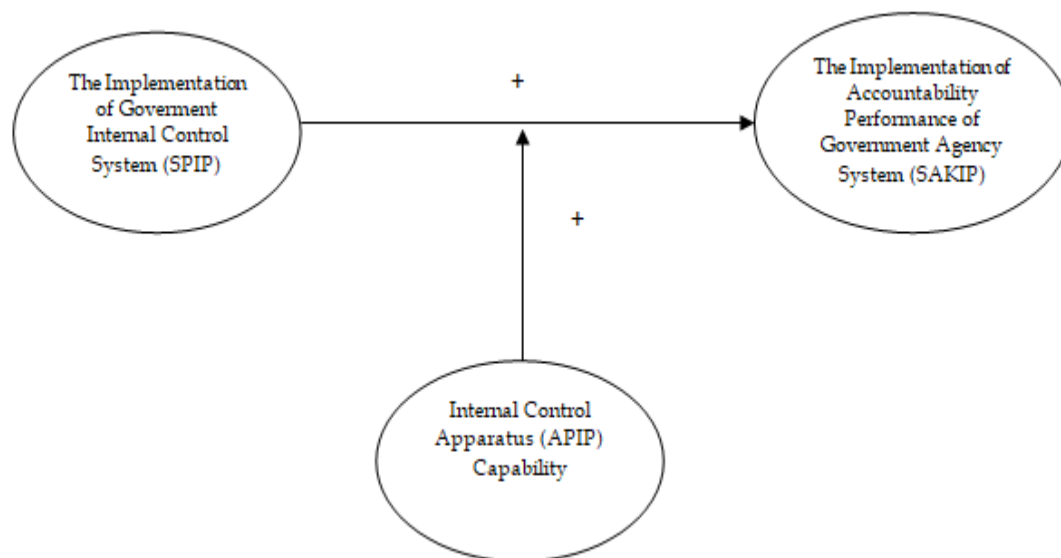 The Implementation
of Goverment
Internal Control
System (SPIP)
+
The Implementation of
Accountability
Performance of
Government Agency
System (SAKIP)
+
Internal Control
Apparatus (APIP)
Capability